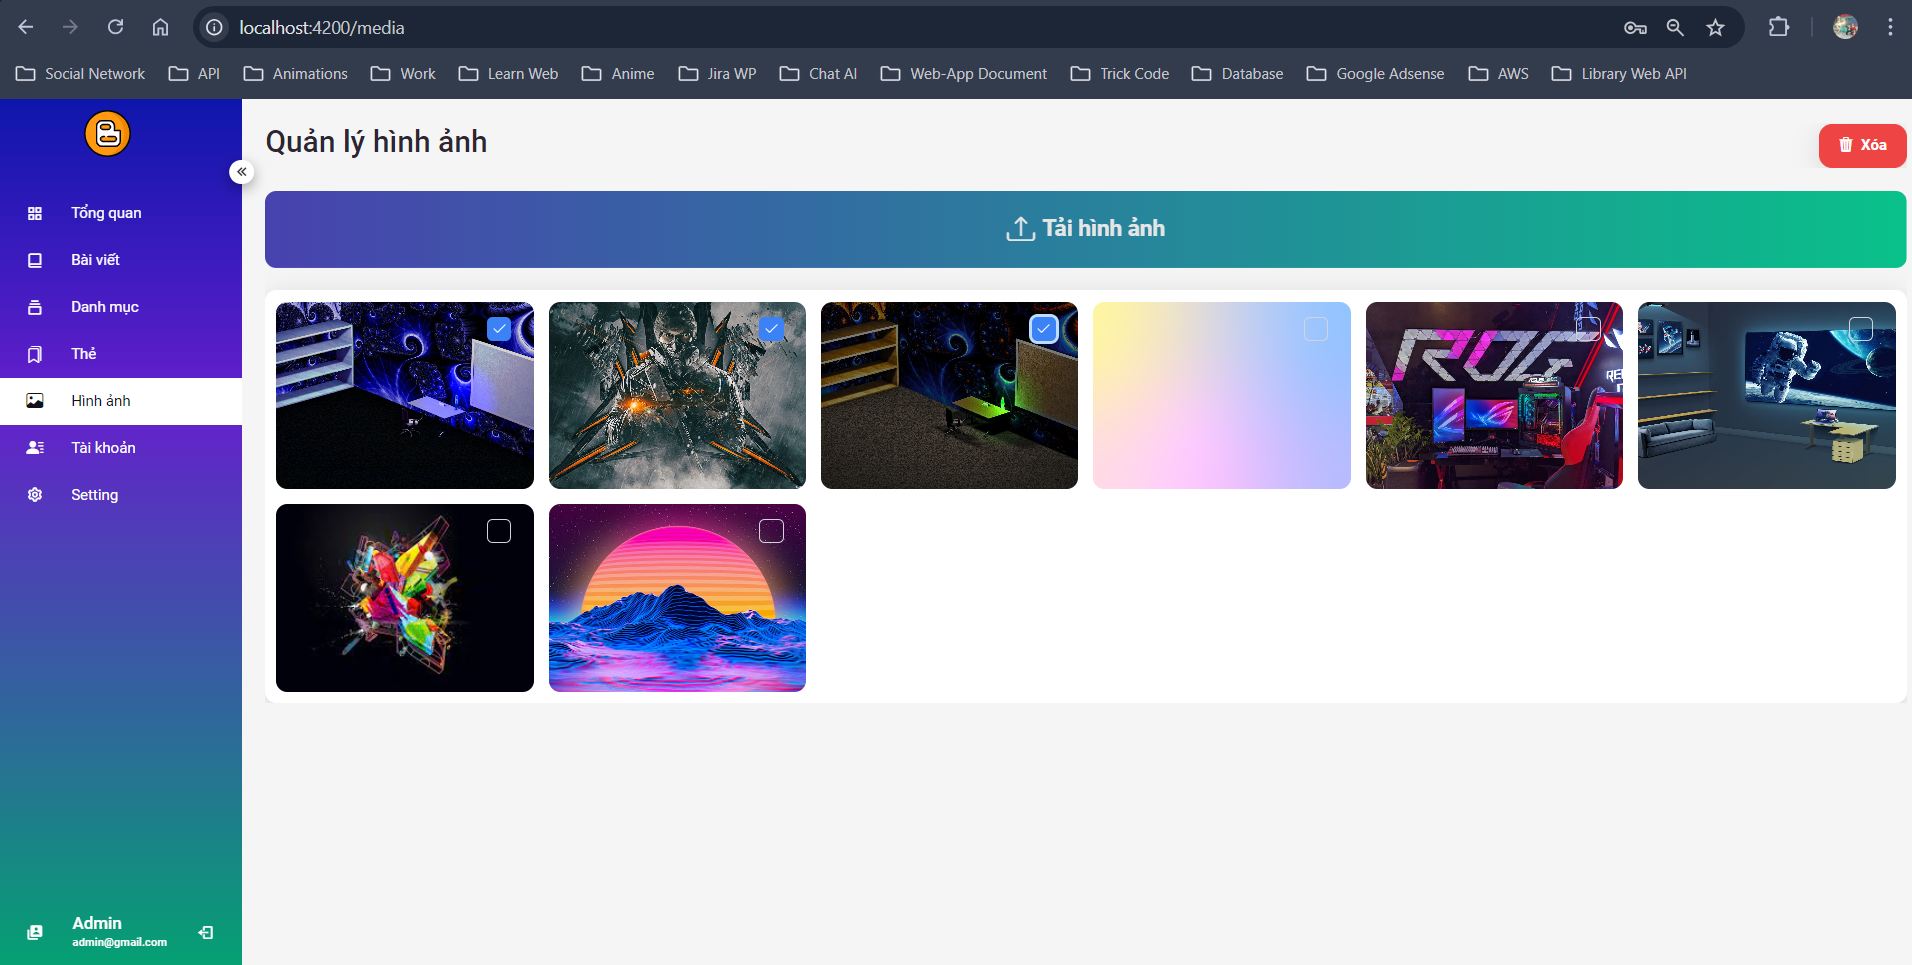 localhost:4200/media
Social Network API Animations Work Learn Web Anime Jira WP Chat AI Web-App Document Trick Code Database Google Adsense AWS Library Web API
Quản lý hình ảnh
Xóa
Tải hình ảnh
Tổng quan
Bài viết
Danh mục
Thẻ
Hình ảnh
Tài khoản
Setting
ROG
Admin
admin@gmail.com